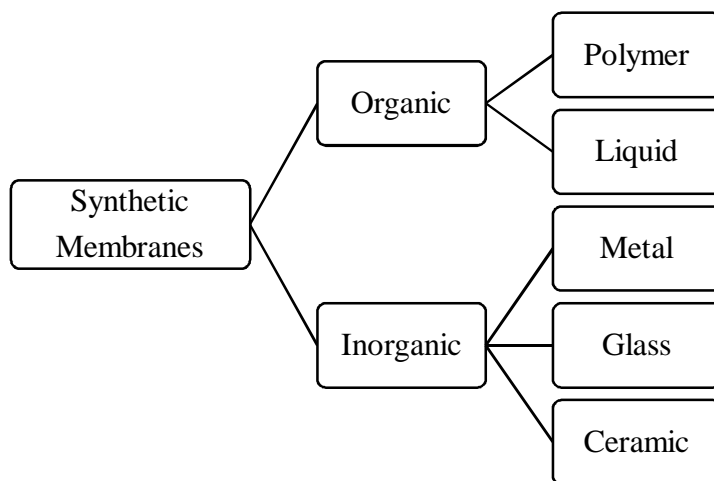 Synthetic
Membranes
Organic
Polymer
Liquid
Inorganic
Metal
Glass
Ceramic